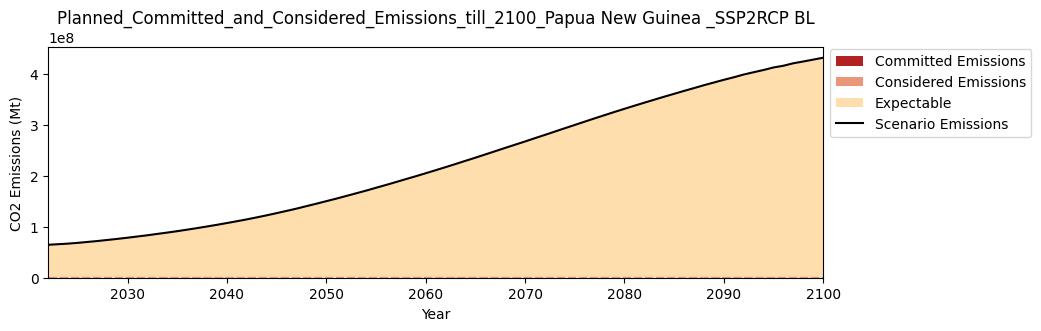 Planned_Committed_and_Considered_Emissions_till_2100_Papua New Guinea _SSP2RCP BL
1e8
4
3
2
1
0
CO2 Emissions (Mt)
2030 2040 2050 2060 2070 2080 2090 2100
Year
Committed Emissions
Considered Emissions
Expectable
Scenario Emissions